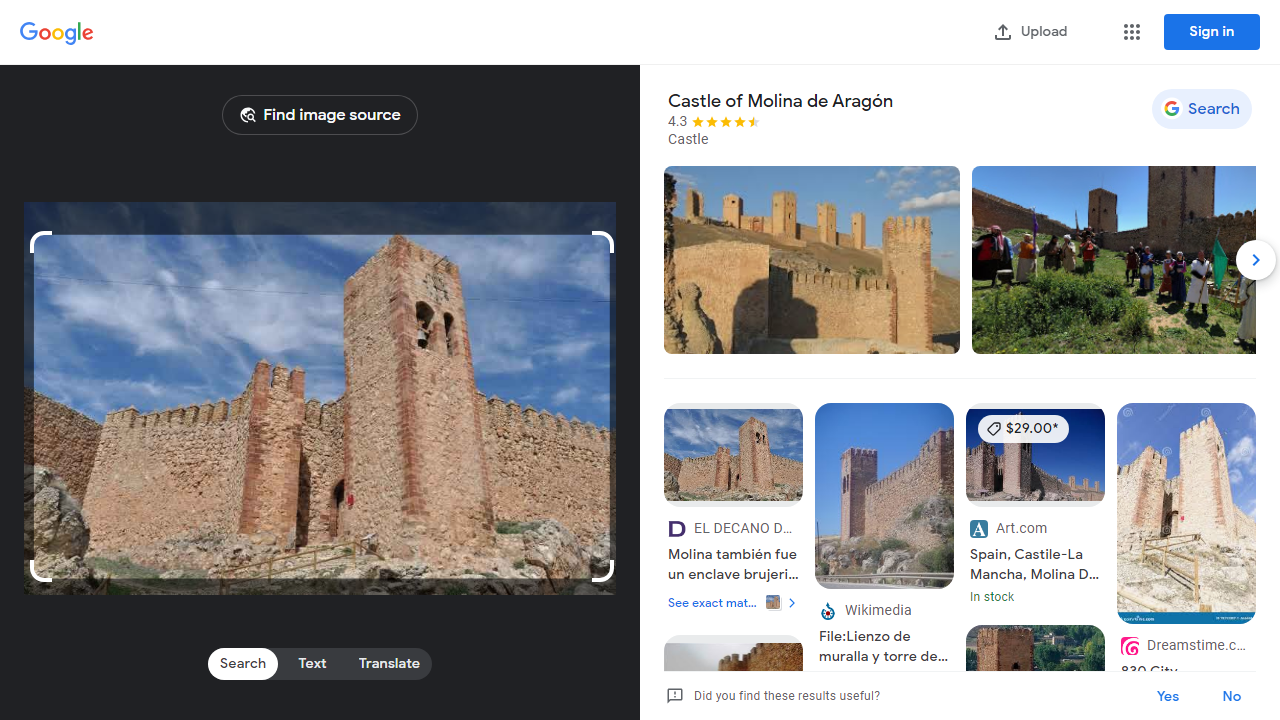 Google
Upload
Sign in
Find image source
Search
Text
Translate
Castle of Molina de Aragón
4.3
Castle
Search
EL DECANO D...
Molina también fue
un enclave brujeri...
See exact mat...
Wikimedia
File:Lienzo de
muralla y torre de...
$29.00*
Art.com
Spain, Castile-La
Mancha, Molina D...
In stock
Dreamstime.c...
830 City
Did you find these results useful?
Yes
No